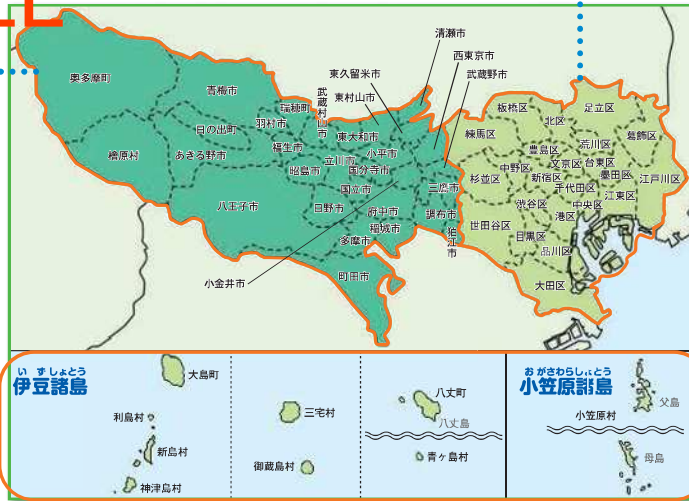 清瀬市
西東京市
東久留米市
武蔵野市
東村山市
奥多摩町
青梅市
瑞穂町
武蔵村山市
羽村市
日の出町
福生市
東大和市
小平市
立川市
国分寺市
昭島市
檜原村
あきる野市
国立市
三鷹市
八王子市
日野市
府中市
調布市
狛江市
稲城市
多摩市
町田市
小金井市
板橋区
北区
足立区
葛飾区
練馬区
豊島区
荒川区
文京区
台東区
中野区
杉並区
新宿区
墨田区
江戸川区
千代田区
江東区
渋谷区
中央区
港区
世田谷区
目黒区
品川区
大田区
いずしょとう
伊豆諸島
大島町
利島村
新島村
神津島村
三宅村
御蔵島村
八丈町
八丈島
青ヶ島村
おがさわらしょとう
小笠原諸島
父島
小笠原村
母島